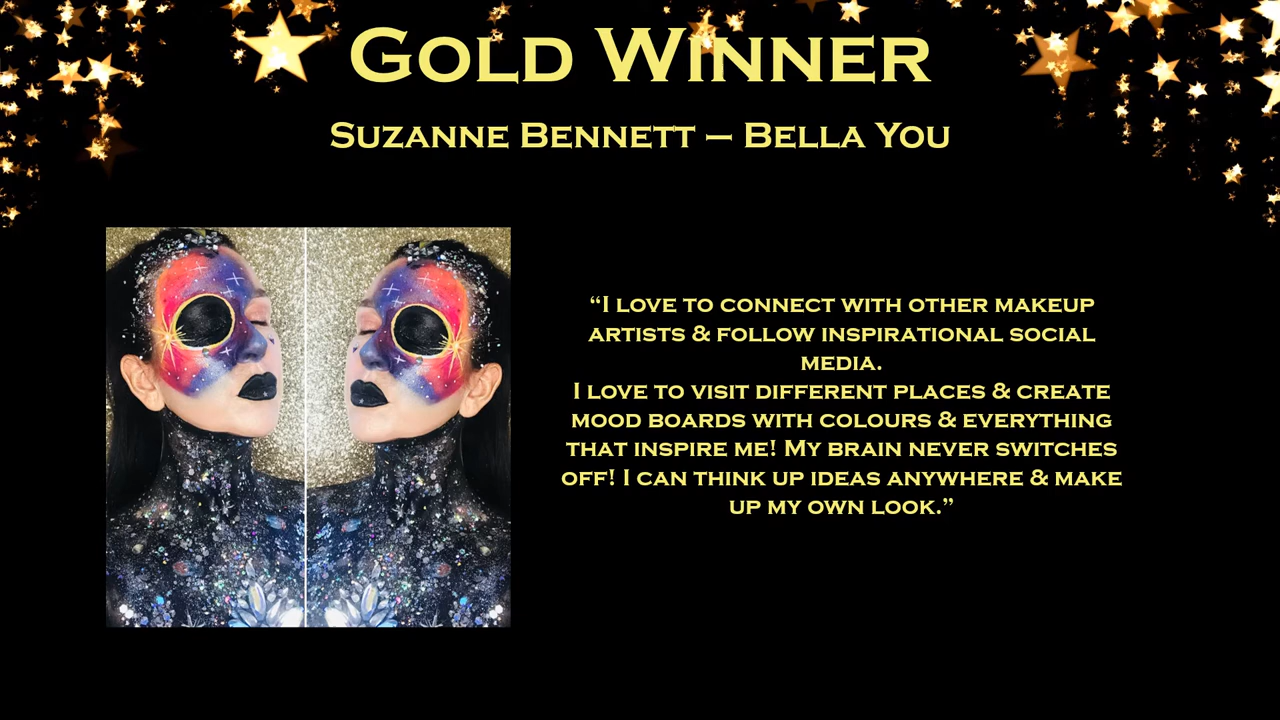 Gold Winner
Suzanne Bennett – Bella You
“I love to connect with other makeup
artists & follow inspirational social
media.
I love to visit different places & create
mood boards with colours & everything
that inspire me! My brain never switches
off! I can think up ideas anywhere & make
up my own look.”